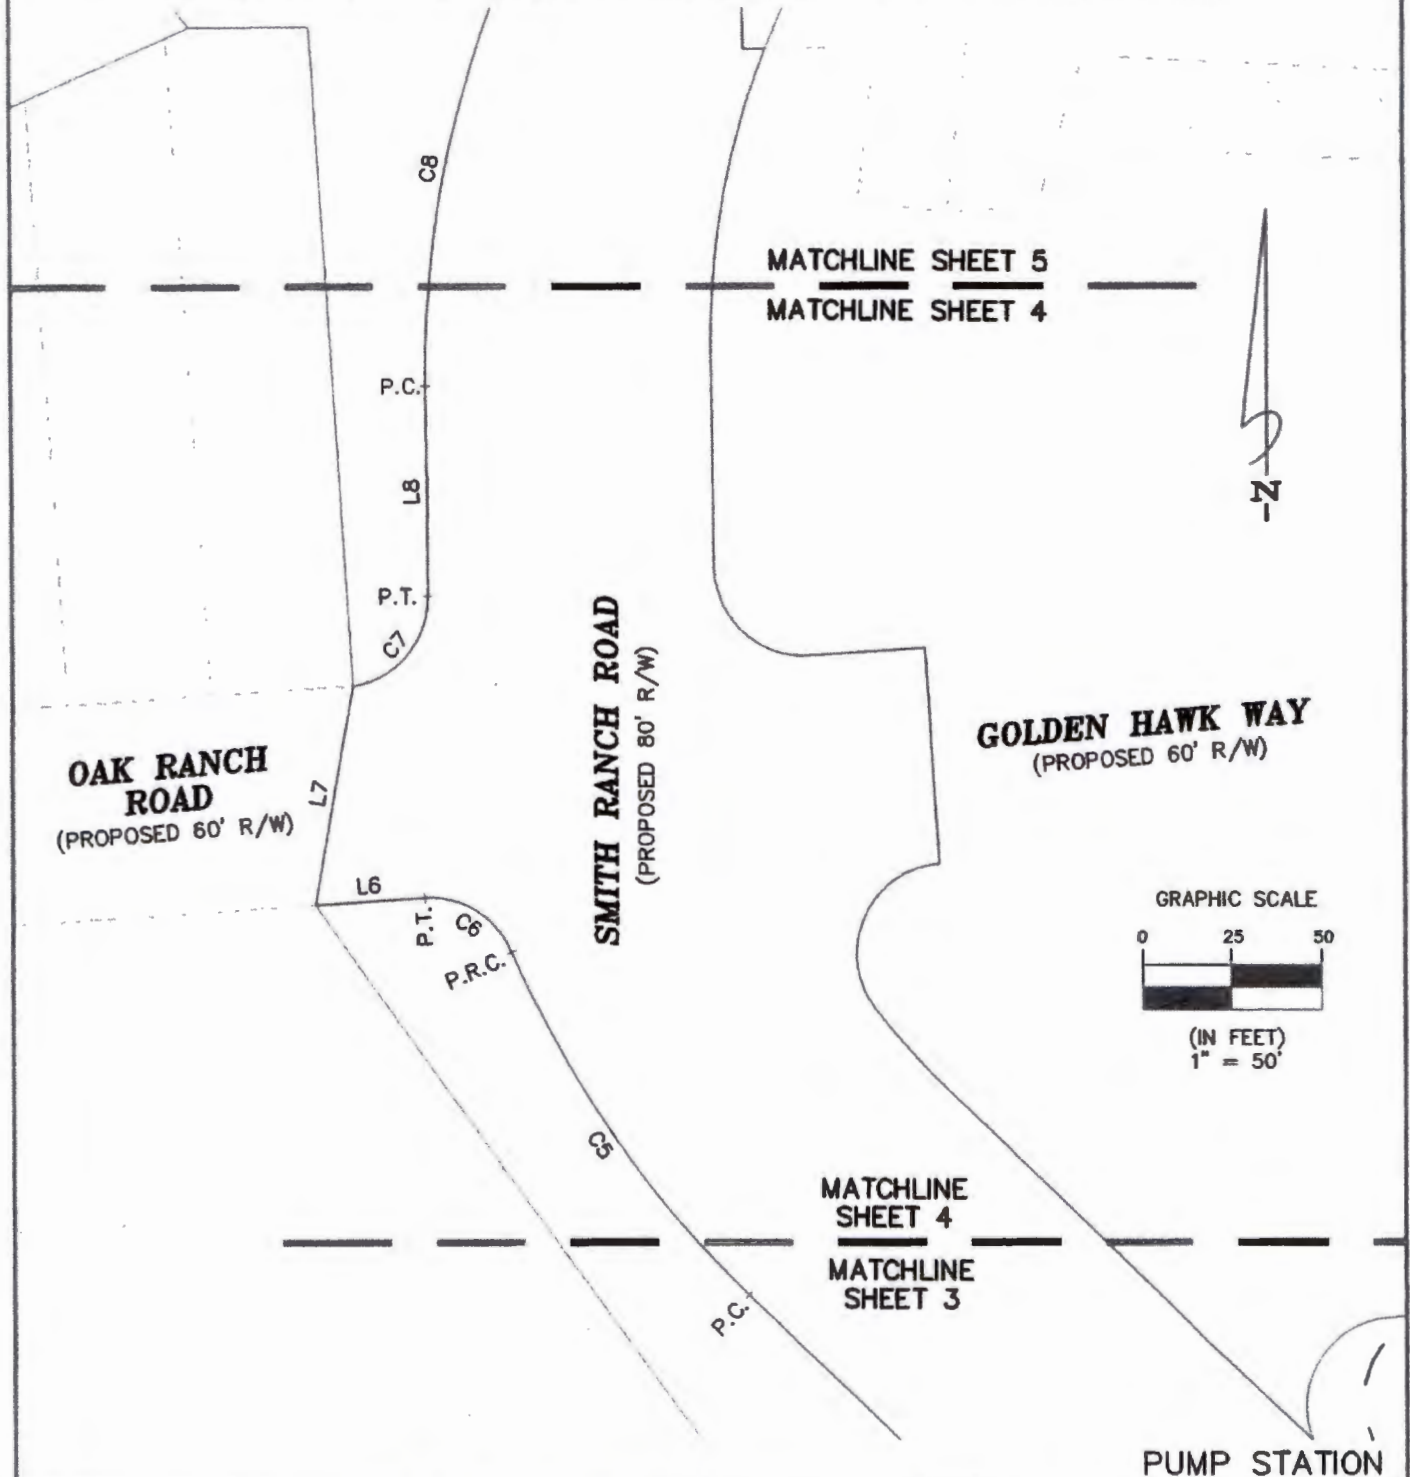 C8
MATCHLINE SHEET 5
MATCHLINE SHEET 4
P.C.
L8
N
P.T.
C7
SMITH RANCH ROAD
(PROPOSED 80' R/W)
GOLDEN HAWK WAY
(PROPOSED 60' R/W)
OAK RANCH
ROAD
(PROPOSED 60' R/W)
L7
L6
P.T.
C6
P.R.C.
GRAPHIC SCALE
0 25 50
(IN FEET)
1" = 50'
C5
MATCHLINE
SHEET 4
MATCHLINE
SHEET 3
P.C.
PUMP STATION